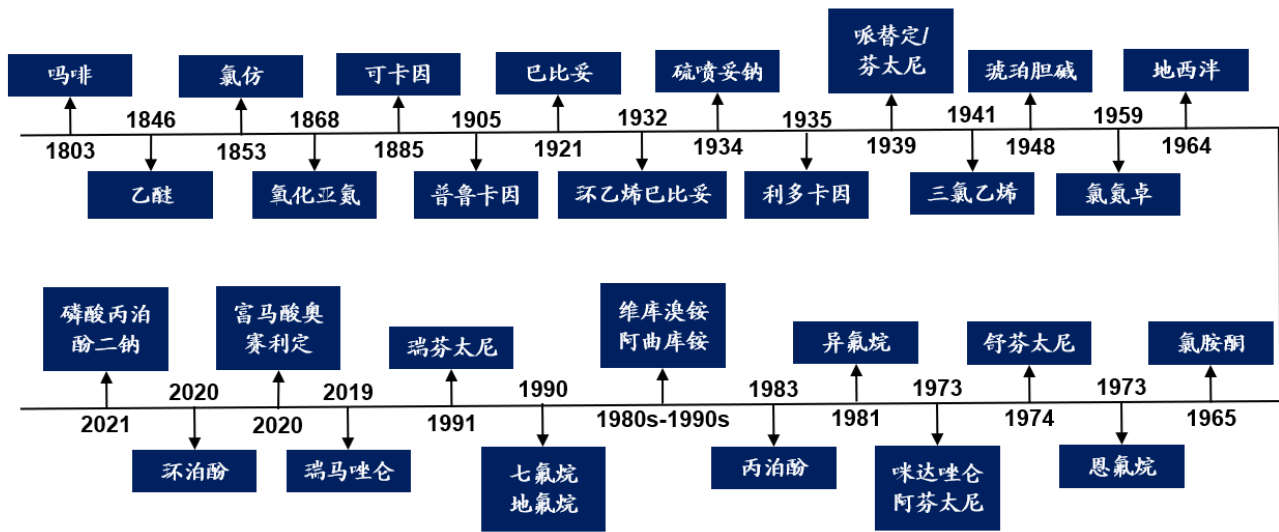 吗啡
氯仿
可卡因
巴比妥
硫喷妥钠
哌替定/
芬太尼
琥珀胆碱
地西泮
1846
1868
1905
1932
1935
1941
1959
1803
1853
1885
1921
1934
1939
1948
1964
乙醚
氧化亚氮
普鲁卡因
环乙烯巴比妥
利多卡因
三氯乙烯
氯氮卓
磷酸丙泊
酚二钠
富马酸奥
赛利定
瑞芬太尼
维库溴铵
阿曲库铵
异氟烷
舒芬太尼
氯胺酮
2020
2019
1990
1983
1973
1973
2021
2020
1991
1980s-1990s
1981
1974
1965
环泊酚
瑞马唑仑
七氟烷
地氟烷
丙泊酚
咪达唑仑
阿芬太尼
恩氟烷